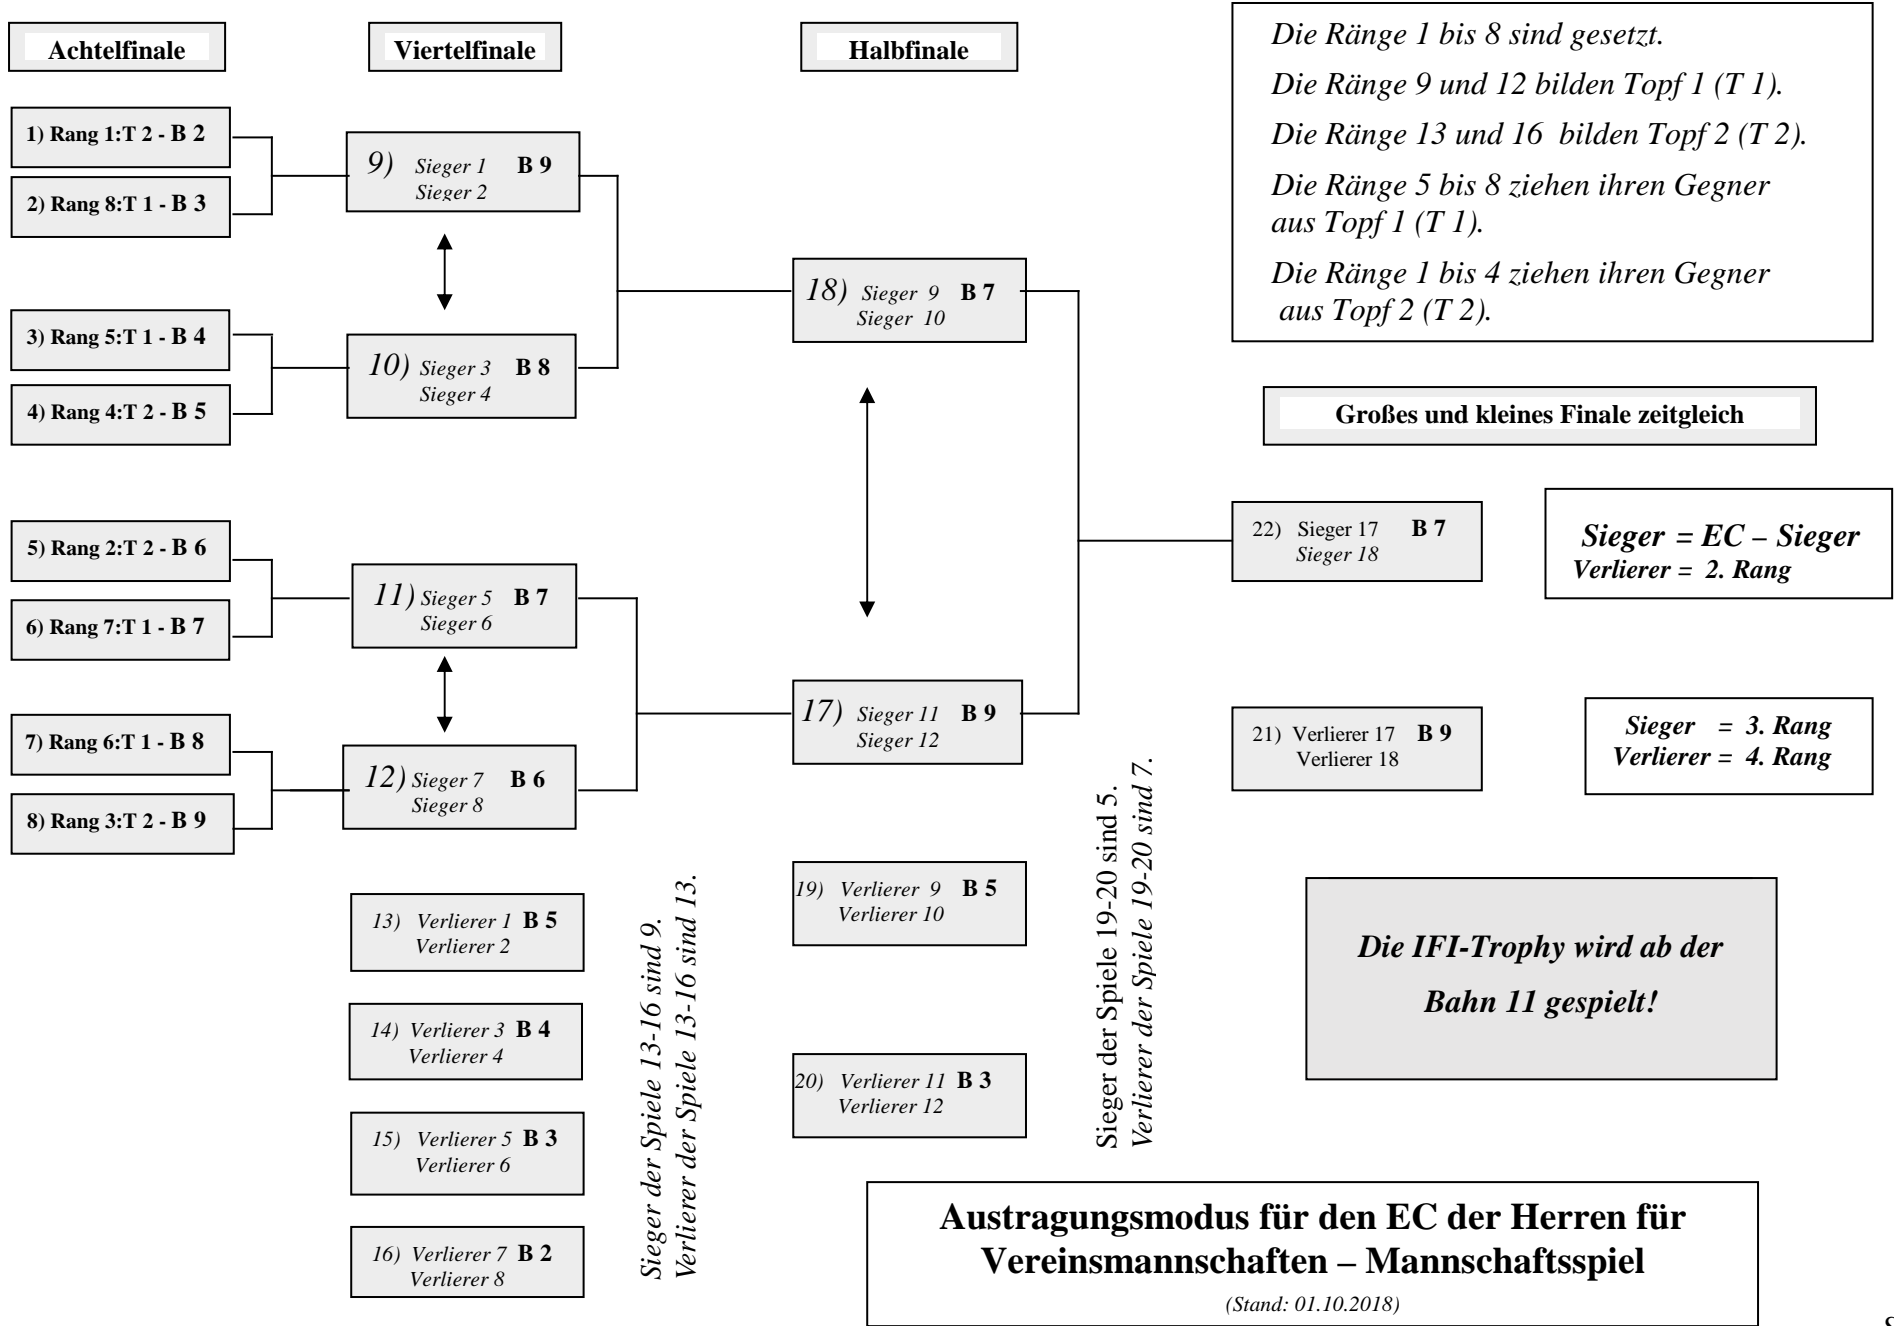 Achtelfinale
Viertelfinale
Halbfinale
Die Ränge 1 bis 8 sind gesetzt.
Die Ränge 9 und 12 bilden Topf 1 (T 1).
Die Ränge 13 und 16 bilden Topf 2 (T 2).
Die Ränge 5 bis 8 ziehen ihren Gegner
aus Topf 1 (T 1).
Die Ränge 1 bis 4 ziehen ihren Gegner
aus Topf 2 (T 2).
1) Rang 1:T 2 - B 2
2) Rang 8:T 1 - B 3
3) Rang 5:T 1 - B 4
4) Rang 4:T 2 - B 5
5) Rang 2:T 2 - B 6
6) Rang 7:T 1 - B 7
7) Rang 6:T 1 - B 8
8) Rang 3:T 2 - B 9
9) Sieger 1 B 9
Sieger 2
10) Sieger 3 B 8
Sieger 4
11) Sieger 5 B 7
Sieger 6
12) Sieger 7 B 6
Sieger 8
13) Verlierer 1 B 5
Verlierer 2
14) Verlierer 3 B 4
Verlierer 4
15) Verlierer 5 B 3
Verlierer 6
16) Verlierer 7 B 2
Verlierer 8
Sieger der Spiele 13-16 sind 9.
Verlierer der Spiele 13-16 sind 13.
18) Sieger 9 B 7
Sieger 10
17) Sieger 11 B 9
Sieger 12
19) Verlierer 9 B 5
Verlierer 10
20) Verlierer 11 B 3
Verlierer 12
Sieger der Spiele 19-20 sind 5.
Verlierer der Spiele 19-20 sind 7.
Großes und kleines Finale zeitgleich
22) Sieger 17 B 7
Sieger 18
Sieger = EC – Sieger
Verlierer = 2. Rang
21) Verlierer 17 B 9
Verlierer 18
Sieger = 3. Rang
Verlierer = 4. Rang
Die IFI-Trophy wird ab der
Bahn 11 gespielt!
Austragungsmodus für den EC der Herren für
Vereinsmannschaften – Mannschaftsspiel
(Stand: 01.10.2018)